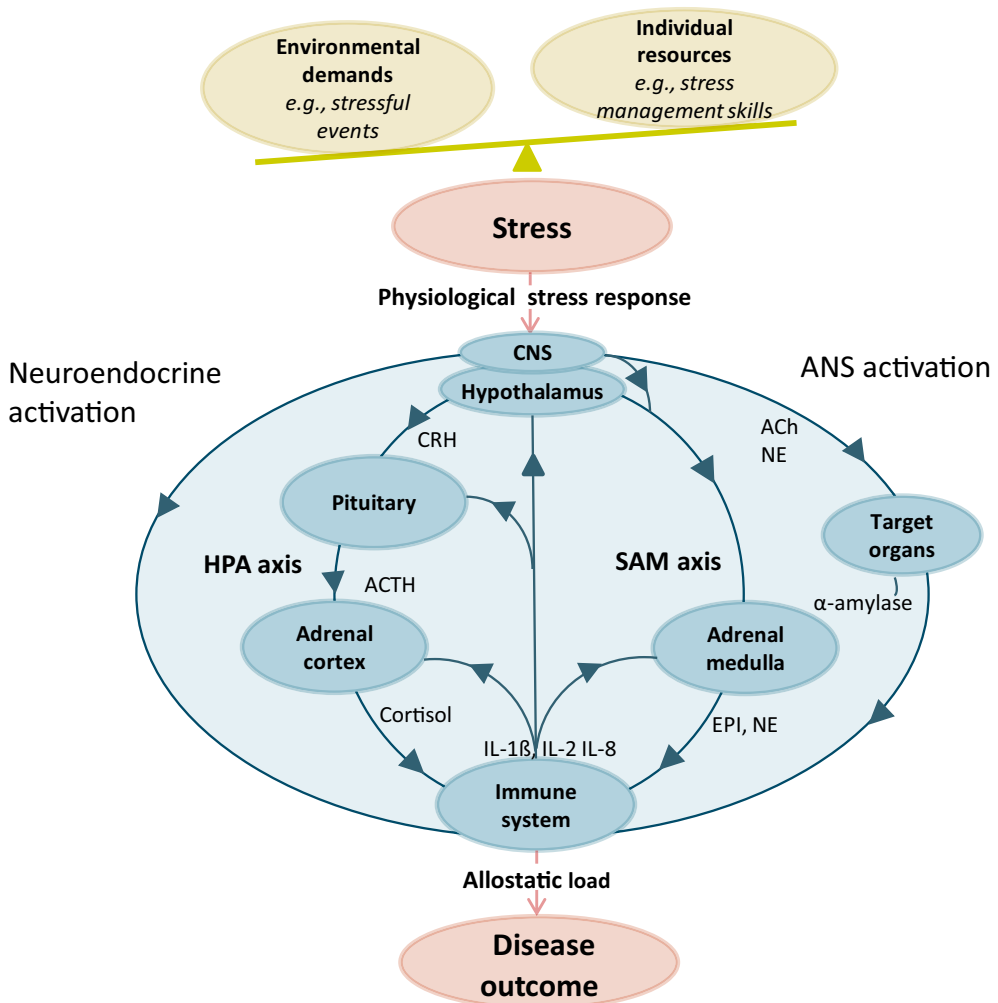 Environmental
demands
e.g., stressful
events
Individual
resources
e.g., stress
management skills
Stress
Physiological stress response
Neuroendocrine
activation
ANS activation
CNS
Hypothalamus
CRH
ACh
NE
Pituitary
Target
organs
HPA axis
SAM axis
ACTH
α-amylase
Adrenal
cortex
Adrenal
medulla
Cortisol
EPI, NE
IL-1ß, IL-2 IL-8
Immune
system
Allostatic load
Disease
outcome